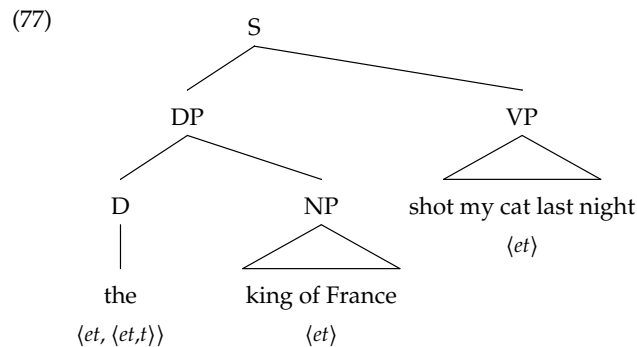 (77)
S
DP VP
D NP shot my cat last night
⟨et⟩
the king of France
⟨et, ⟨et,t⟩⟩ ⟨et⟩